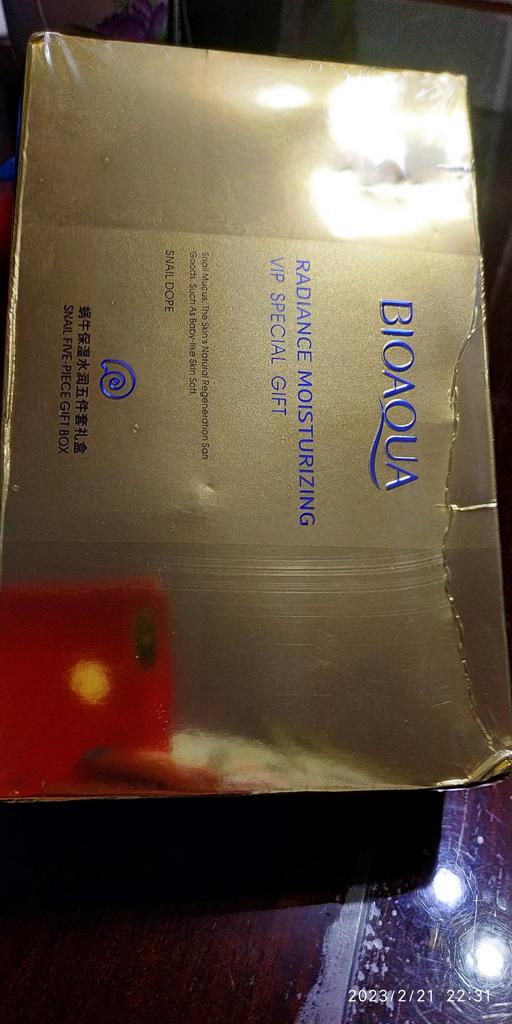 BIOAQUA
RADIANCE MOISTURIZING
VIP SPECIAL GIFT
Snail Mucus, The Skin's Natural Regeneration San
Goods, Such As Baby-like Skin Soft.
SNAIL DOPE
蜗牛保湿水润五件套礼盒
SNAIL FIVE-PIECE GIFT BOX
2023/2/21 22:31